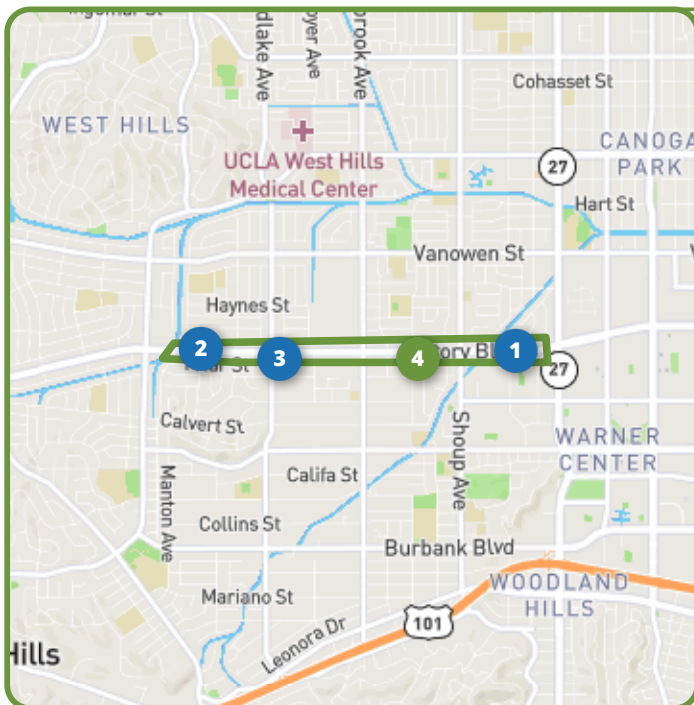 WEST HILLS
UCLA West Hills
Medical Center
Cohasset St
CANOGA
PARK
27
Hart St
Vanowen St
Haynes St
2
3
4
1
27
Calvert St
Manton Ave
Califa St
Shoup Ave
WARNER
CENTER
Collins St
Burbank Blvd
Mariano St
WOODLAND
HILLS
101
Leonora Dr
Hills